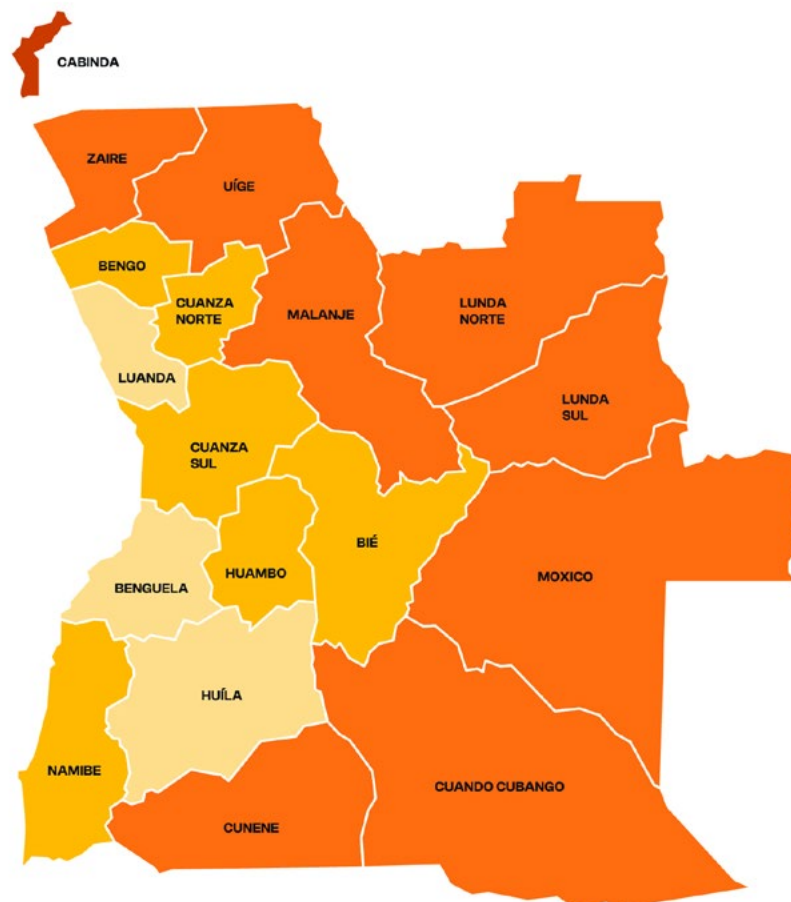 CABINDA
ZAIRE
UÍGE
BENGO
CUANZA
NORTE
MALANJE
LUNDA
NORTE
LUANDA
LUNDA
SUL
CUANZA
SUL
BIÉ
HUAMBO
MOXICO
BENGUELA
HUÍLA
NAMIBE
CUANDO CUBANGO
CUNENE